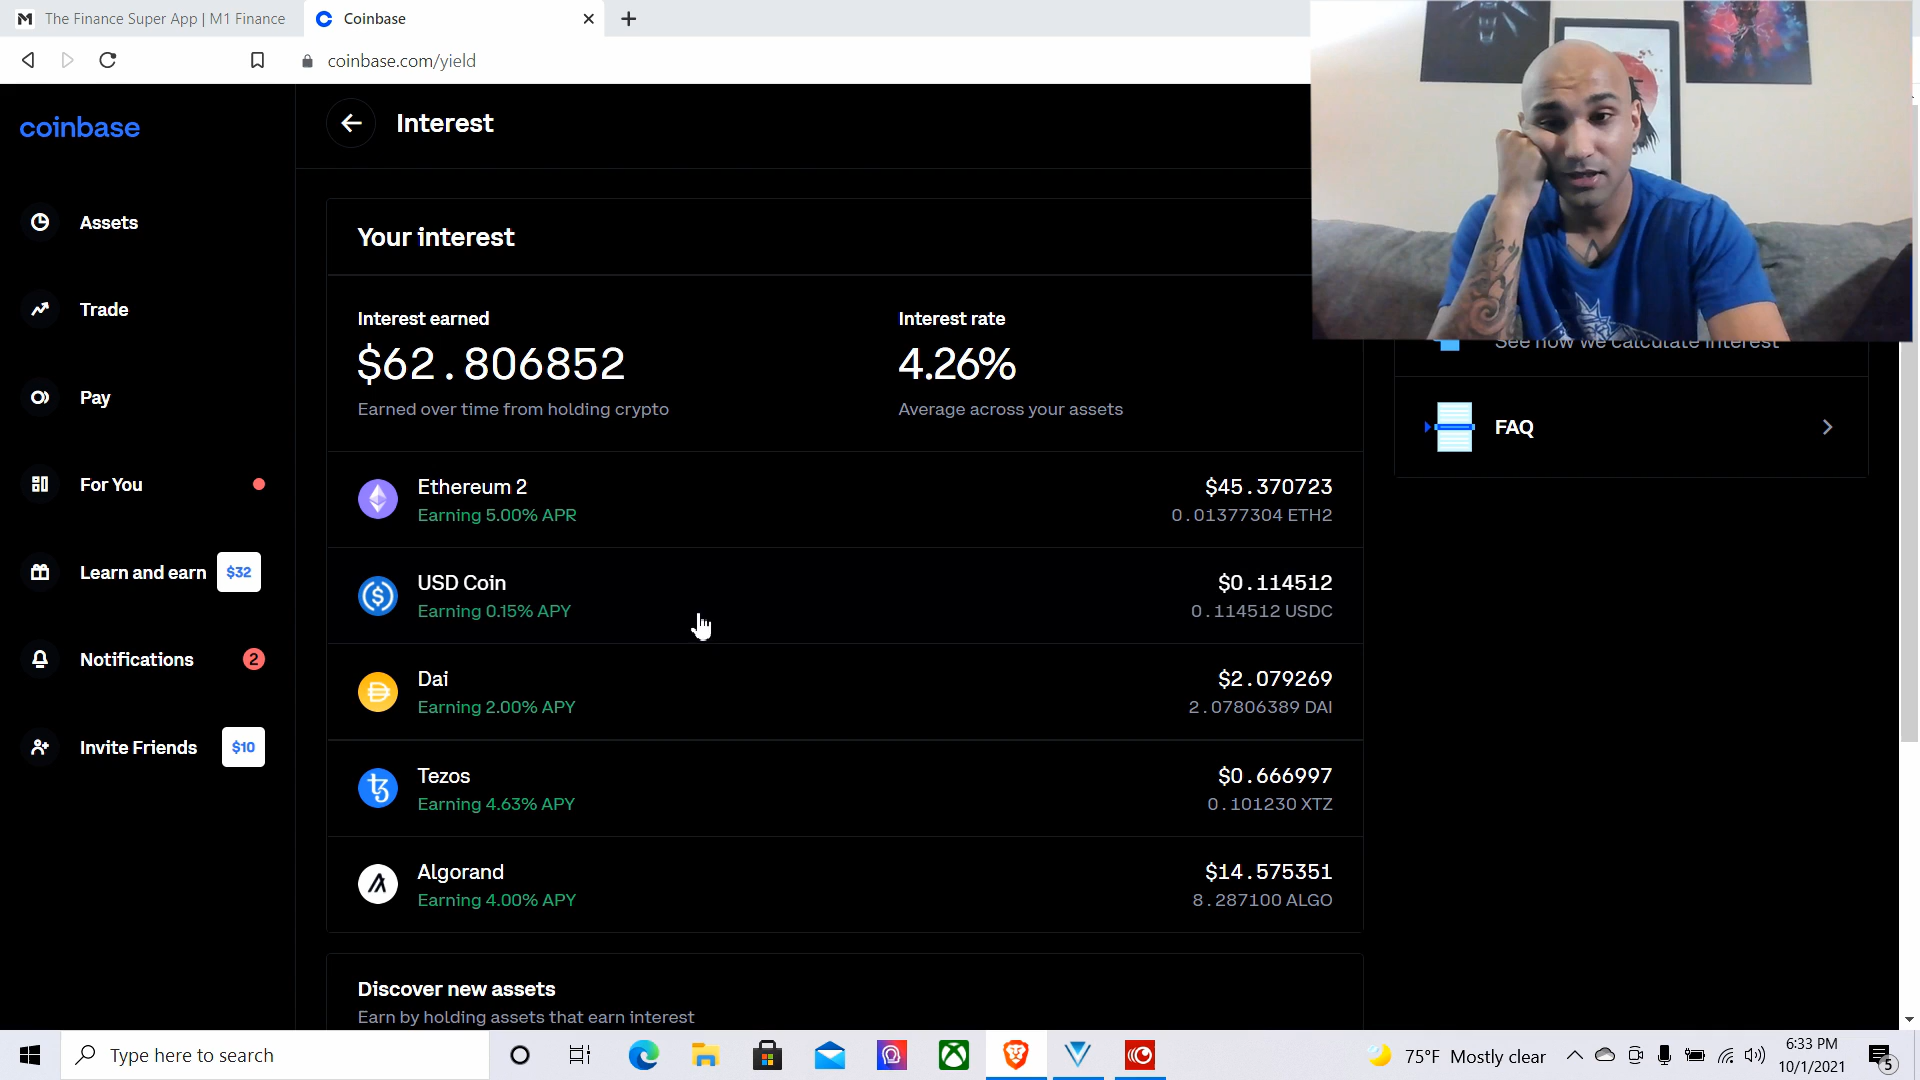 The Finance Super App | M1 Finance
Coinbase
coinbase.com/yield
coinbase
Interest
Assets
Trade
Pay
For You
Learn and earn $32
Notifications 2
Invite Friends $10
Your interest
Interest earned
$62.806852
Earned over time from holding crypto
Interest rate
4.26%
Average across your assets
Ethereum 2
Earning 5.00% APR
$45.370723
0.01377304 ETH2
USD Coin
Earning 0.15% APY
$0.114512
0.114512 USDC
Dai
Earning 2.00% APY
$2.079269
2.07806389 DAI
Tezos
Earning 4.63% APY
$0.666997
0.101230 XTZ
Algorand
Earning 4.00% APY
$14.575351
8.287100 ALGO
Discover new assets
Earn by holding assets that earn interest
See how we calculate interest
FAQ
Type here to search
75°F Mostly clear
6:33 PM
10/1/2021
5